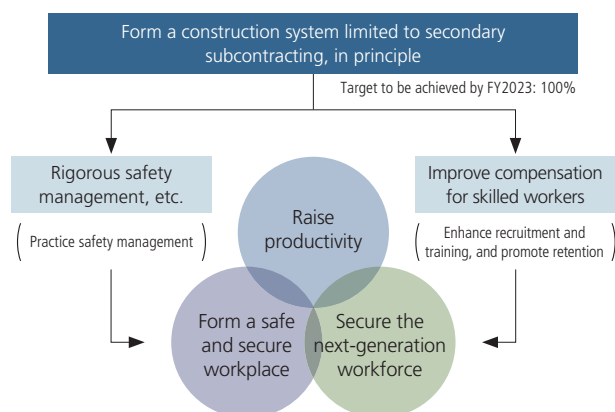 Form a construction system limited to secondary
subcontracting, in principle
Target to be achieved by FY2023: 100%
Rigorous safety
management, etc.
(Practice safety management)
Improve compensation
for skilled workers
(Enhance recruitment and
training, and promote retention)
Raise
productivity
Form a safe
and secure
workplace
Secure the
next-generation
workforce